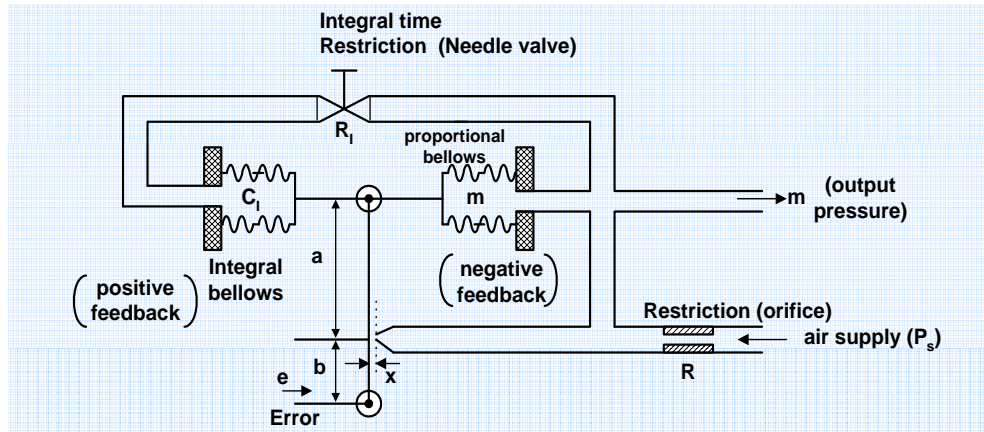 Integral time
Restriction (Needle valve)
R_I
proportional
bellows
C_I
m
m
(output
pressure)
a
Integral
bellows
(positive
feedback)
(negative
feedback)
Restriction (orifice)
air supply (P_s)
R
b
x
e
Error